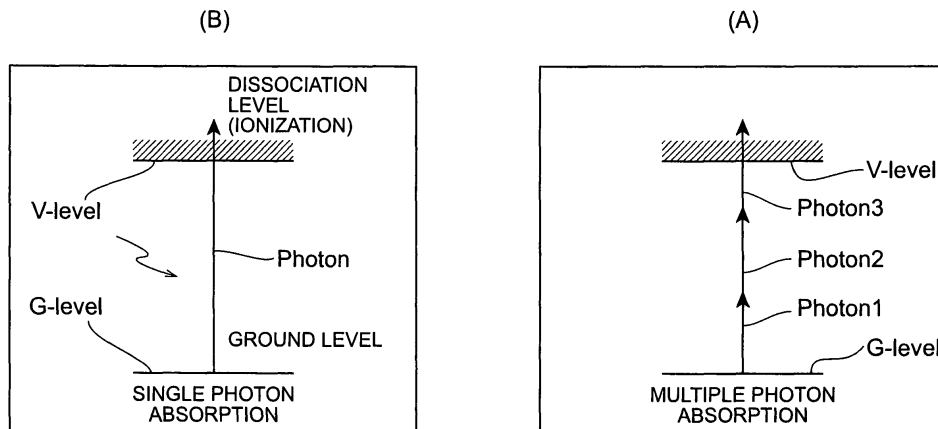 (B)
DISSOCIATION
LEVEL
(IONIZATION)
V-level
Photon
G-level
GROUND LEVEL
SINGLE PHOTON
ABSORPTION
(A)
V-level
Photon3
Photon2
Photon1
G-level
MULTIPLE PHOTON
ABSORPTION